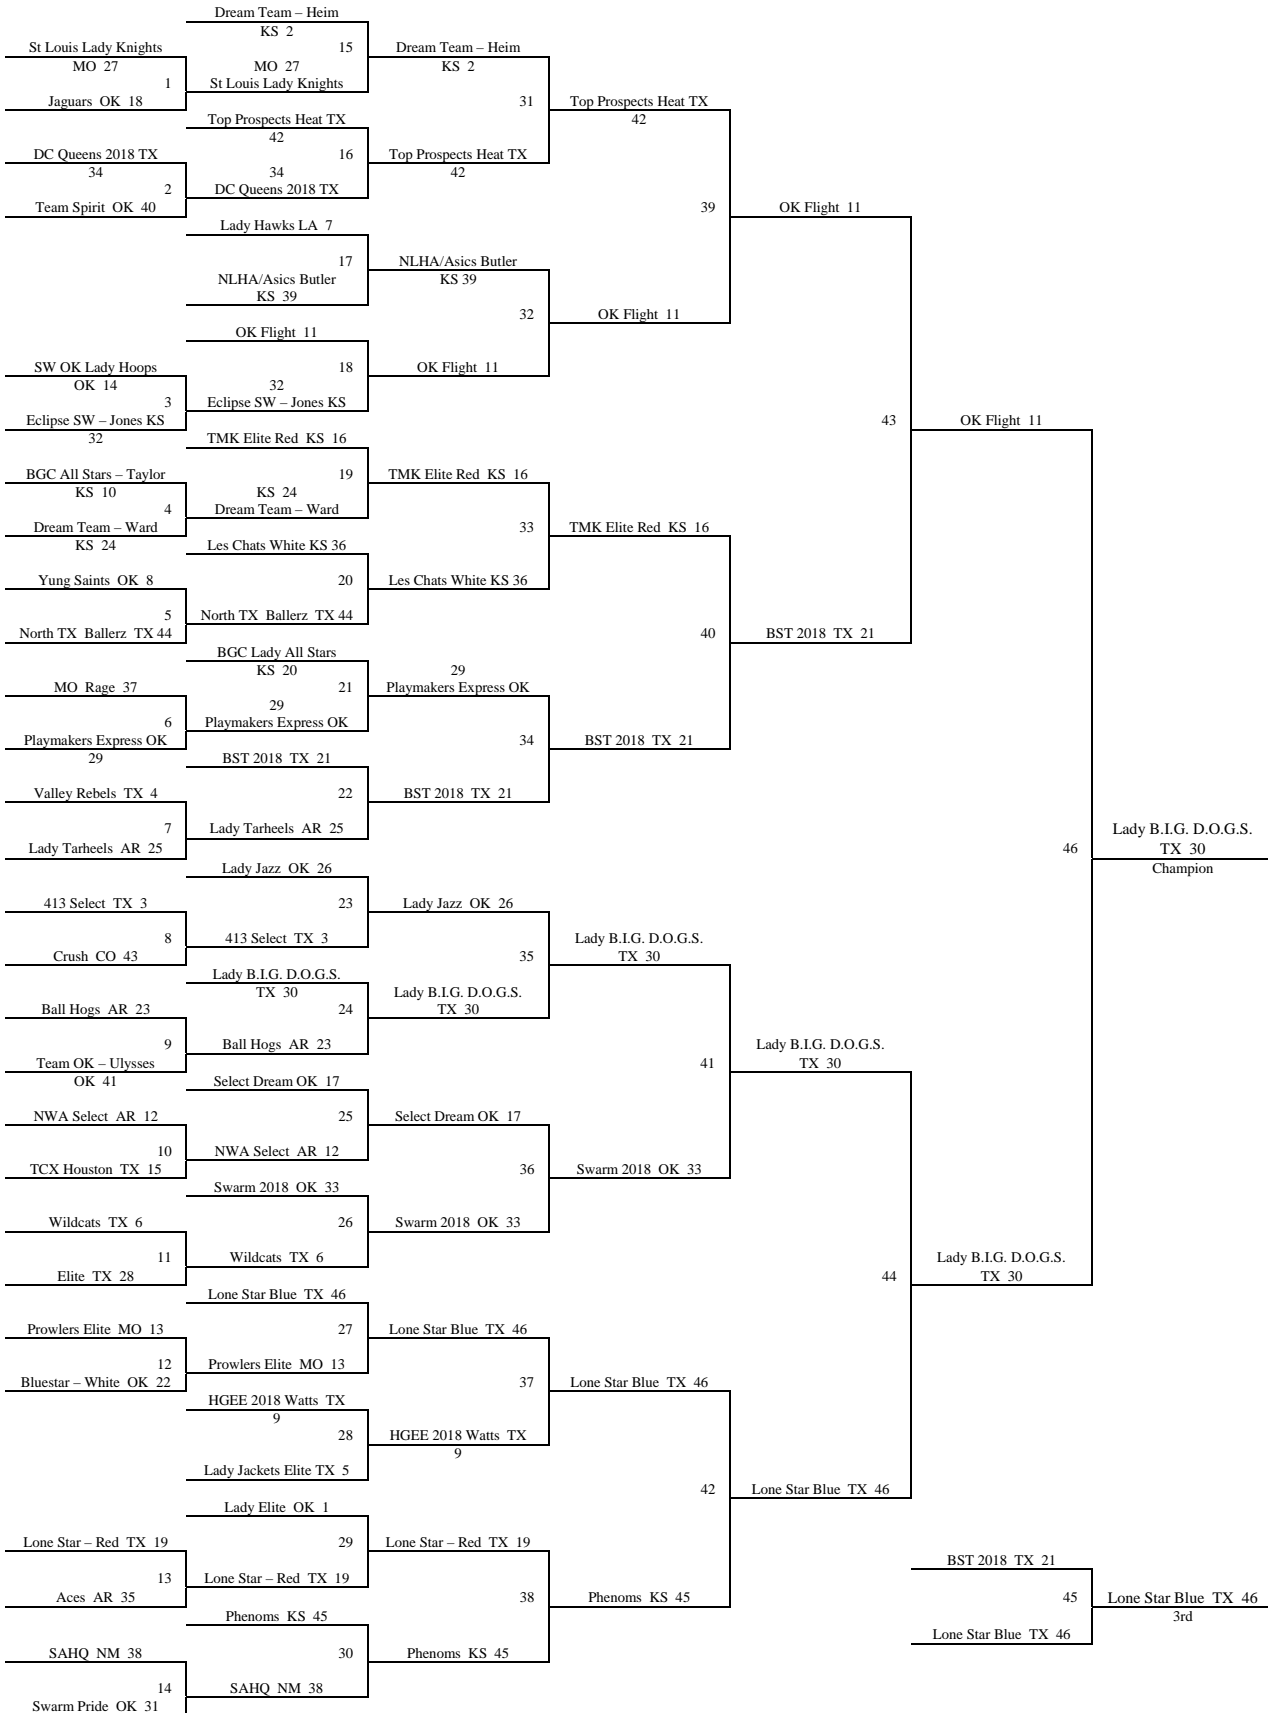 Dream Team – Heim
KS 2
St Louis Lady Knights
15
Dream Team – Heim
MO 27
MO 27
KS 2
1
St Louis Lady Knights
Jaguars OK 18
31
Top Prospects Heat TX
Top Prospects Heat TX
42
42
DC Queens 2018 TX
16
Top Prospects Heat TX
34
34
42
2
DC Queens 2018 TX
Team Spirit OK 40
39
OK Flight 11
Lady Hawks LA 7
17
NLHA/Asics Butler
NLHA/Asics Butler
KS 39
KS 39
32
OK Flight 11
OK Flight 11
SW OK Lady Hoops
18
OK Flight 11
OK 14
32
3
Eclipse SW – Jones KS
Eclipse SW – Jones KS
43
OK Flight 11
32
TMK Elite Red KS 16
BGC All Stars – Taylor
19
TMK Elite Red KS 16
KS 10
KS 24
4
Dream Team – Ward
Dream Team – Ward
33
TMK Elite Red KS 16
KS 24
Les Chats White KS 36
Yung Saints OK 8
20
Les Chats White KS 36
5
North TX Ballerz TX 44
North TX Ballerz TX 44
40
BST 2018 TX 21
BGC Lady All Stars
KS 20
29
MO Rage 37
21
Playmakers Express OK
29
6
Playmakers Express OK
Playmakers Express OK
34
BST 2018 TX 21
29
BST 2018 TX 21
Valley Rebels TX 4
22
BST 2018 TX 21
7
Lady Tarheels AR 25
Lady Tarheels AR 25
46
Lady B.I.G. D.O.G.S.
TX 30
Champion
Lady Jazz OK 26
413 Select TX 3
23
Lady Jazz OK 26
8
413 Select TX 3
Crush CO 43
35
Lady B.I.G. D.O.G.S.
TX 30
Lady B.I.G. D.O.G.S.
TX 30
Ball Hogs AR 23
24
Lady B.I.G. D.O.G.S.
TX 30
9
Ball Hogs AR 23
Team OK – Ulysses
OK 41
41
Lady B.I.G. D.O.G.S.
TX 30
Select Dream OK 17
NWA Select AR 12
25
Select Dream OK 17
10
NWA Select AR 12
TCX Houston TX 15
36
Swarm 2018 OK 33
Swarm 2018 OK 33
Wildcats TX 6
26
Swarm 2018 OK 33
11
Wildcats TX 6
Elite TX 28
44
Lady B.I.G. D.O.G.S.
TX 30
Lone Star Blue TX 46
Prowlers Elite MO 13
27
Lone Star Blue TX 46
12
Prowlers Elite MO 13
Bluestar – White OK 22
37
Lone Star Blue TX 46
HGEE 2018 Watts TX
9
28
HGEE 2018 Watts TX
9
Lady Jackets Elite TX 5
42
Lone Star Blue TX 46
Lady Elite OK 1
Lone Star – Red TX 19
29
Lone Star – Red TX 19
13
Lone Star – Red TX 19
Aces AR 35
38
Phenoms KS 45
BST 2018 TX 21
45
Lone Star Blue TX 46
3rd
Lone Star Blue TX 46
Phenoms KS 45
SAHQ NM 38
30
Phenoms KS 45
14
SAHQ NM 38
Swarm Pride OK 31